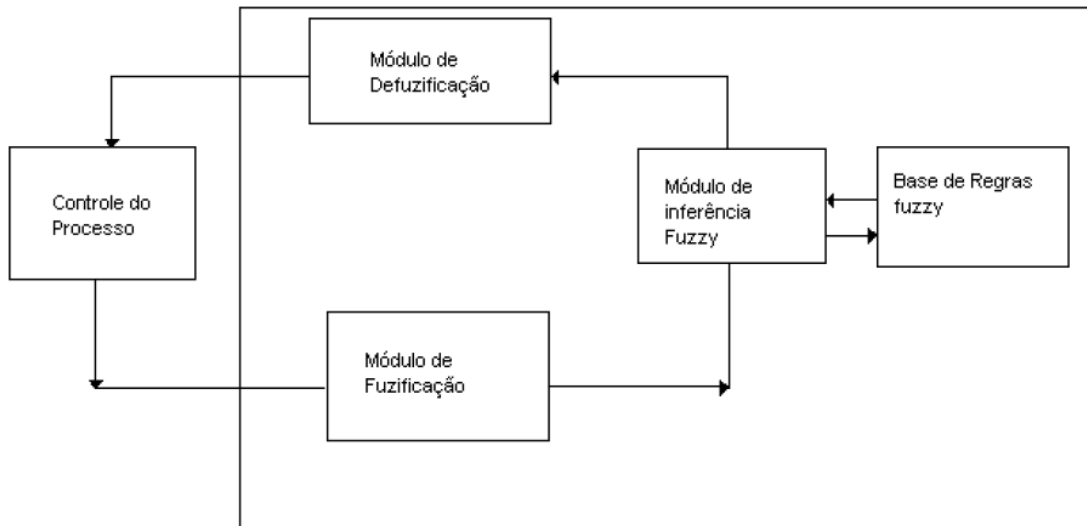 Módulo de
Defuzificação
Controle do
Processo
Módulo de
inferência
Fuzzy
Base de Regras
fuzzy
Módulo de
Fuzificação